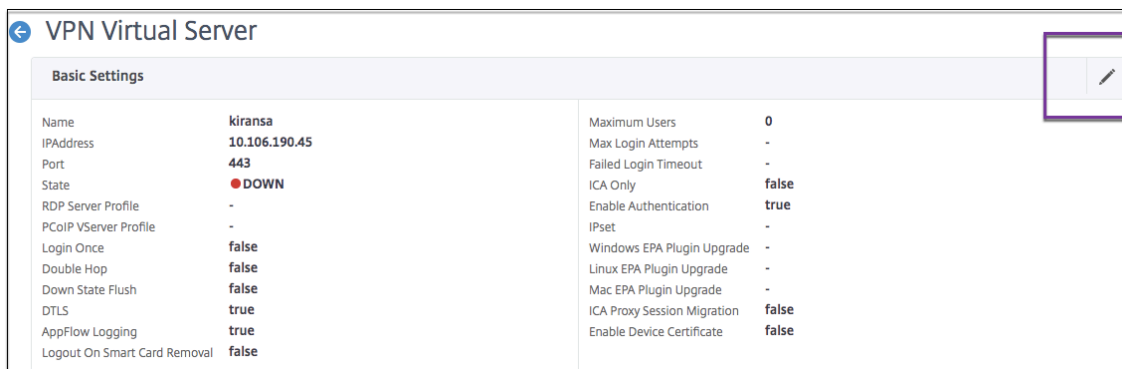 VPN Virtual Server
Basic Settings
Name kiransa
IPAddress 10.106.190.45
Port 443
State DOWN
RDP Server Profile -
PCoIP VServer Profile -
Login Once false
Double Hop false
Down State Flush false
DTLS true
AppFlow Logging true
Logout On Smart Card Removal false
Maximum Users 0
Max Login Attempts -
Failed Login Timeout -
ICA Only false
Enable Authentication true
IPset -
Windows EPA Plugin Upgrade -
Linux EPA Plugin Upgrade -
Mac EPA Plugin Upgrade -
ICA Proxy Session Migration false
Enable Device Certificate false